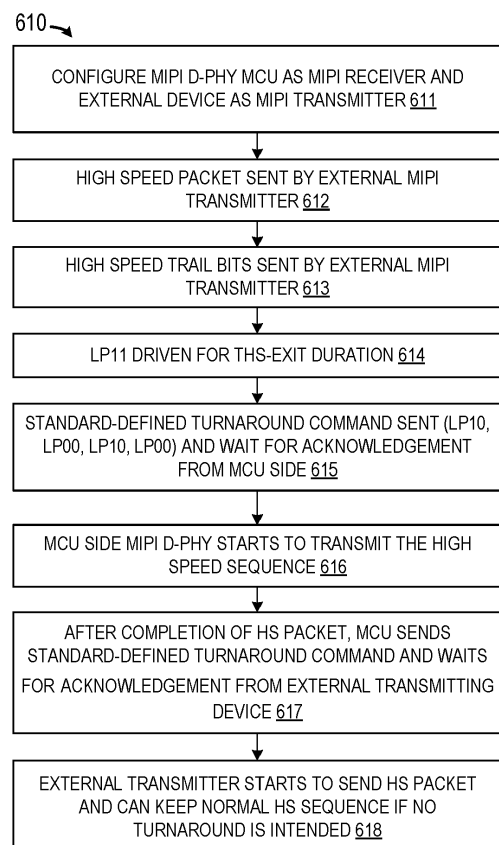 610
CONFIGURE MIPI D-PHY MCU AS MIPI RECEIVER AND
EXTERNAL DEVICE AS MIPI TRANSMITTER 611
HIGH SPEED PACKET SENT BY EXTERNAL MIPI
TRANSMITTER 612
HIGH SPEED TRAIL BITS SENT BY EXTERNAL MIPI
TRANSMITTER 613
LP11 DRIVEN FOR THS-EXIT DURATION 614
STANDARD-DEFINED TURNAROUND COMMAND SENT (LP10,
LP00, LP10, LP00) AND WAIT FOR ACKNOWLEDGEMENT
FROM MCU SIDE 615
MCU SIDE MIPI D-PHY STARTS TO TRANSMIT THE HIGH
SPEED SEQUENCE 616
AFTER COMPLETION OF HS PACKET, MCU SENDS
STANDARD-DEFINED TURNAROUND COMMAND AND WAITS
FOR ACKNOWLEDGEMENT FROM EXTERNAL TRANSMITTING
DEVICE 617
EXTERNAL TRANSMITTER STARTS TO SEND HS PACKET
AND CAN KEEP NORMAL HS SEQUENCE IF NO
TURNAROUND IS INTENDED 618